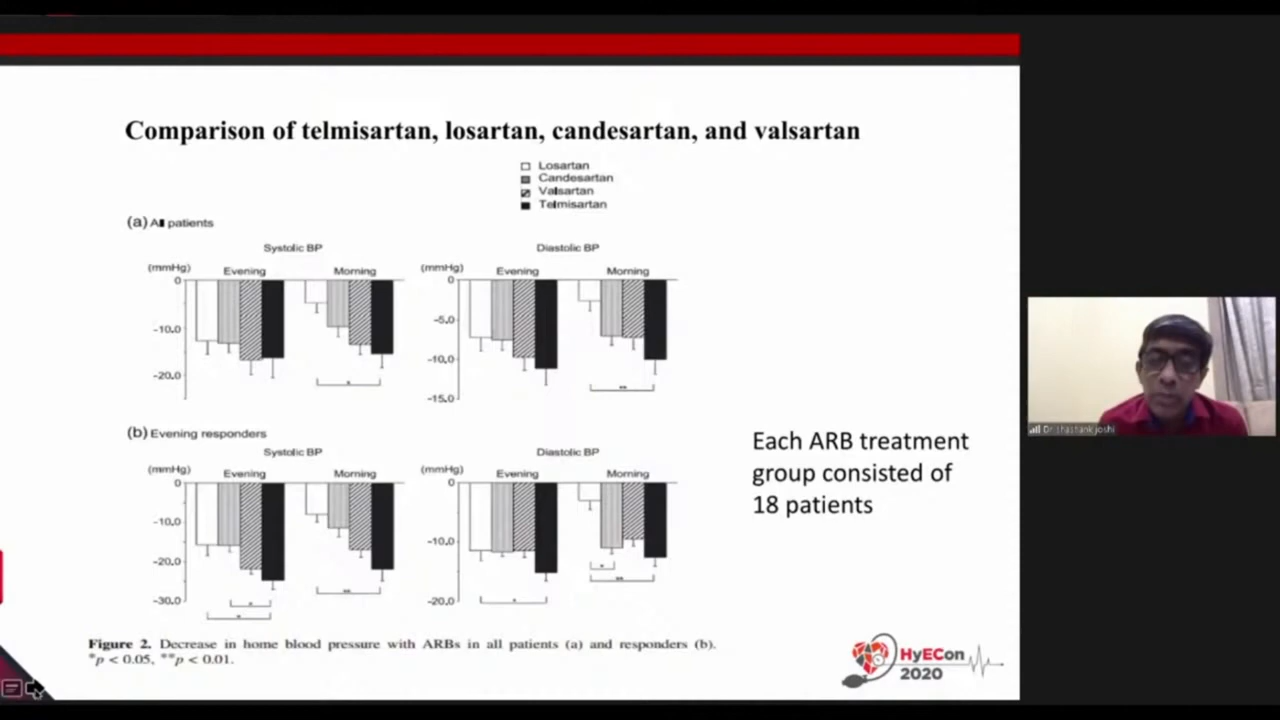 Comparison of telmisartan, losartan, candesartan, and valsartan
Losartan
Candesartan
Valsartan
Telmisartan
(a) All patients
Systolic BP
Diastolic BP
(mmHg)
Evening
Morning
(mmHg)
Evening
Morning
0
-10.0
-20.0
0
-5.0
-10.0
-15.0
*
**
(b) Evening responders
Systolic BP
Diastolic BP
(mmHg)
Evening
Morning
(mmHg)
Evening
Morning
0
-10.0
-20.0
-30.0
0
-10.0
-20.0
*
*
**
*
*
**
Each ARB treatment
group consisted of
18 patients
Figure 2. Decrease in home blood pressure with ARBs in all patients (a) and responders (b).
*p < 0.05, **p < 0.01.
HyECon
2020
Dr shashank joshi